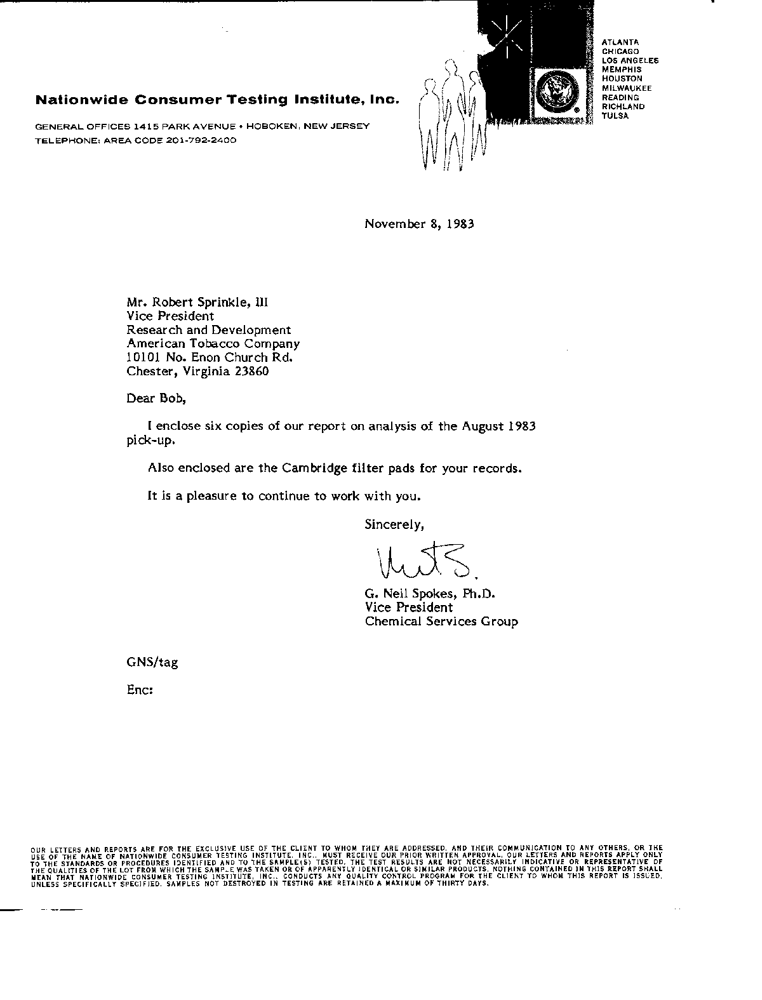 ATLANTA
CHICAGO
LOS ANGELES
MEMPHIS
HOUSTON
MILWAUKEE
READING
RICHLAND
TULSA
Nationwide Consumer Testing Institute, Inc.
GENERAL OFFICES 1415 PARK AVENUE • HOBOKEN, NEW JERSEY
TELEPHONE: AREA CODE 201-792-2400
November 8, 1983
Mr. Robert Sprinkle, III
Vice President
Research and Development
American Tobacco Company
10101 No. Enon Church Rd.
Chester, Virginia 23860
Dear Bob,
I enclose six copies of our report on analysis of the August 1983
pick-up.
Also enclosed are the Cambridge filter pads for your records.
It is a pleasure to continue to work with you.
Sincerely,
G. Neil Spokes, Ph.D.
Vice President
Chemical Services Group
GNS/tag
Enc:
OUR LETTERS AND REPORTS ARE FOR THE EXCLUSIVE USE OF THE CLIENT TO WHOM THEY ARE ADDRESSED, AND THEIR COMMUNICATION TO ANY OTHERS, OR THE
USE OF THE NAME OF NATIONWIDE CONSUMER TESTING INSTITUTE, INC., MUST RECEIVE OUR PRIOR WRITTEN APPROVAL. OUR LETTERS AND REPORTS APPLY ONLY
TO THE STANDARDS OR PROCEDURES IDENTIFIED AND TO THE SAMPLE(S) TESTED. THE TEST RESULTS ARE NOT NECESSARILY INDICATIVE OR REPRESENTATIVE OF
THE QUALITIES OF THE LOT FROM WHICH THE SAMPLE WAS TAKEN OR OF APPARENTLY IDENTICAL OR SIMILAR PRODUCTS. NOTHING CONTAINED IN THIS REPORT SHALL
MEAN THAT NATIONWIDE CONSUMER TESTING INSTITUTE, INC., CONDUCTS ANY QUALITY CONTROL PROGRAM FOR THE CLIENT TO WHOM THIS REPORT IS ISSUED,
UNLESS SPECIFICALLY SPECIFIED. SAMPLES NOT DESTROYED IN TESTING ARE RETAINED A MAXIMUM OF THIRTY DAYS.